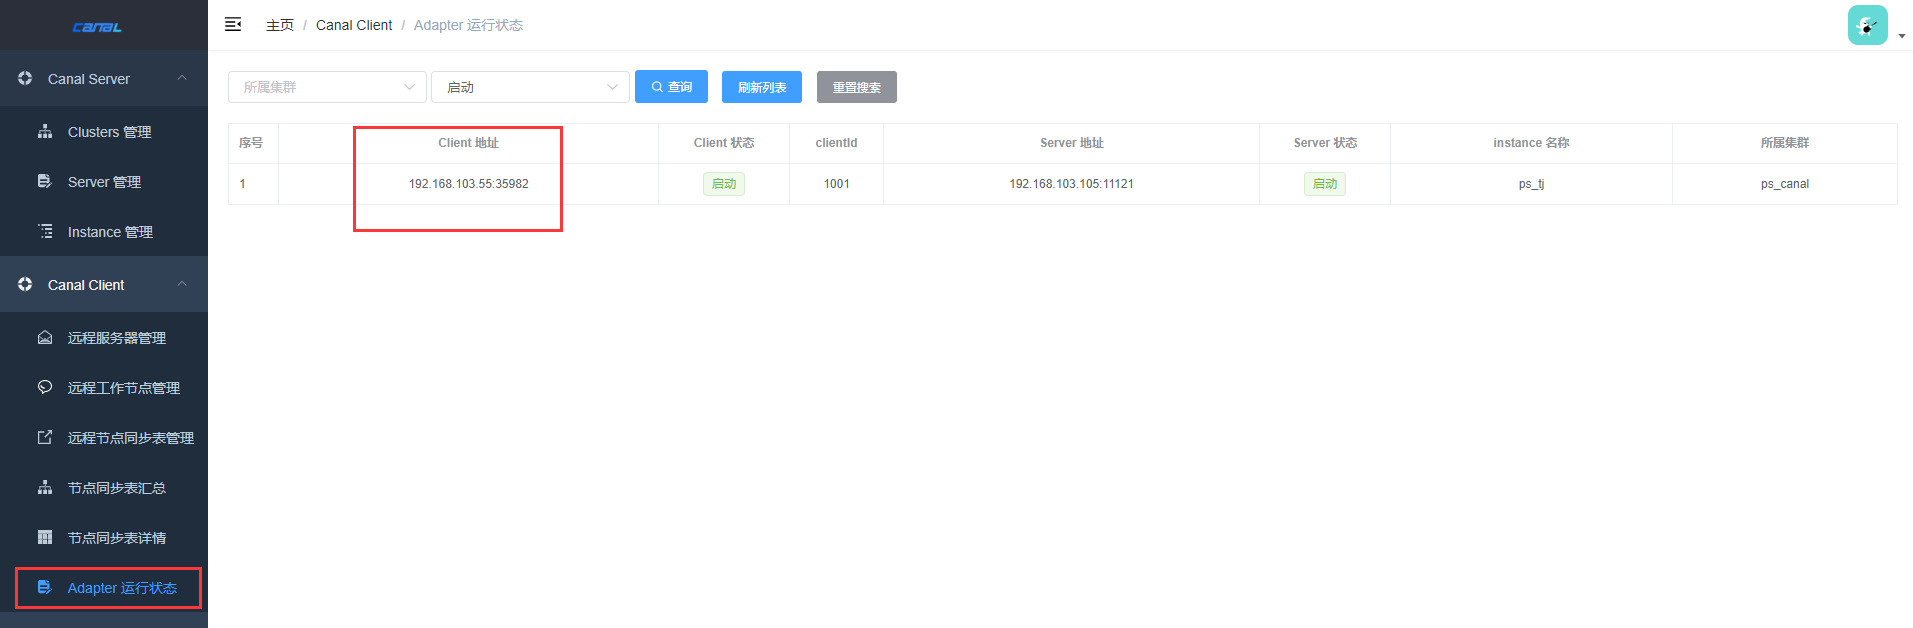 canal
主页 / Canal Client / Adapter 运行状态
Canal Server
Clusters 管理
Server 管理
Instance 管理
Canal Client
远程服务器管理
远程工作节点管理
远程节点同步表管理
节点同步表汇总
节点同步表详情
Adapter 运行状态
所属集群 启动 查询 刷新列表 重置搜索
序号 Client 地址 Client 状态 clientId Server 地址 Server 状态 instance 名称 所属集群
1 192.168.103.55:35982 启动 1001 192.168.103.105:11121 启动 ps_tj ps_canal